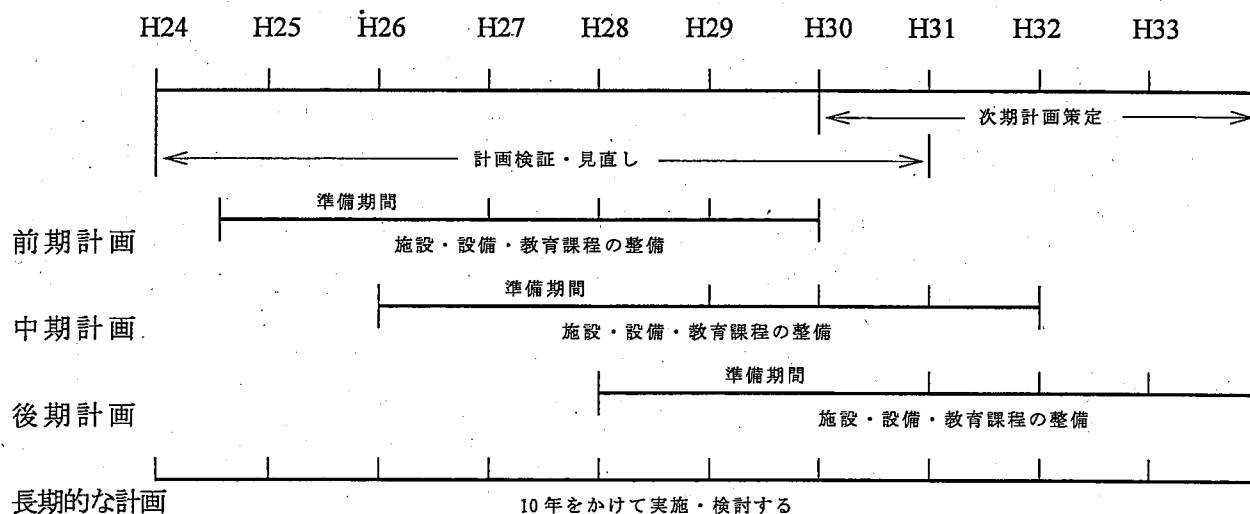 H24 H25 H26 H27 H28 H29 H30 H31 H32 H33
次期計画策定
計画検証・見直し
準備期間
前期計画 施設・設備・教育課程の整備
準備期間
中期計画 施設・設備・教育課程の整備
準備期間
後期計画 施設・設備・教育課程の整備
長期的な計画 10年をかけて実施・検討する